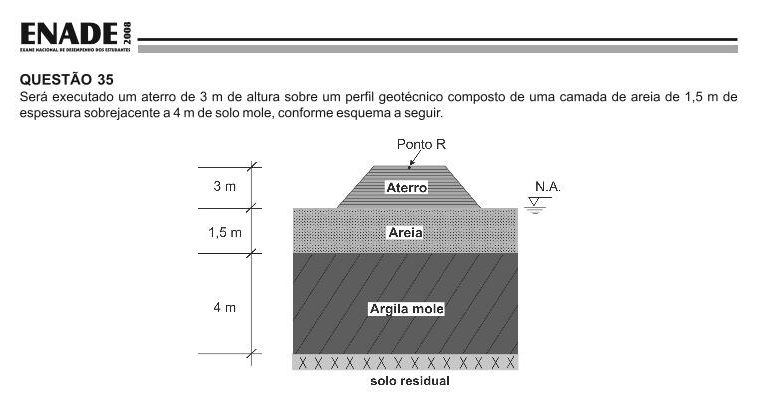 ENADE 2008
EXAME NACIONAL DE DESEMPENHO DOS ESTUDANTES
QUESTÃO 35
Será executado um aterro de 3 m de altura sobre um perfil geotécnico composto de uma camada de areia de 1,5 m de
espessura sobrejacente a 4 m de solo mole, conforme esquema a seguir.
Ponto R
3 m
Aterro
N.A.
1,5 m
Areia
4 m
Argila mole
solo residual